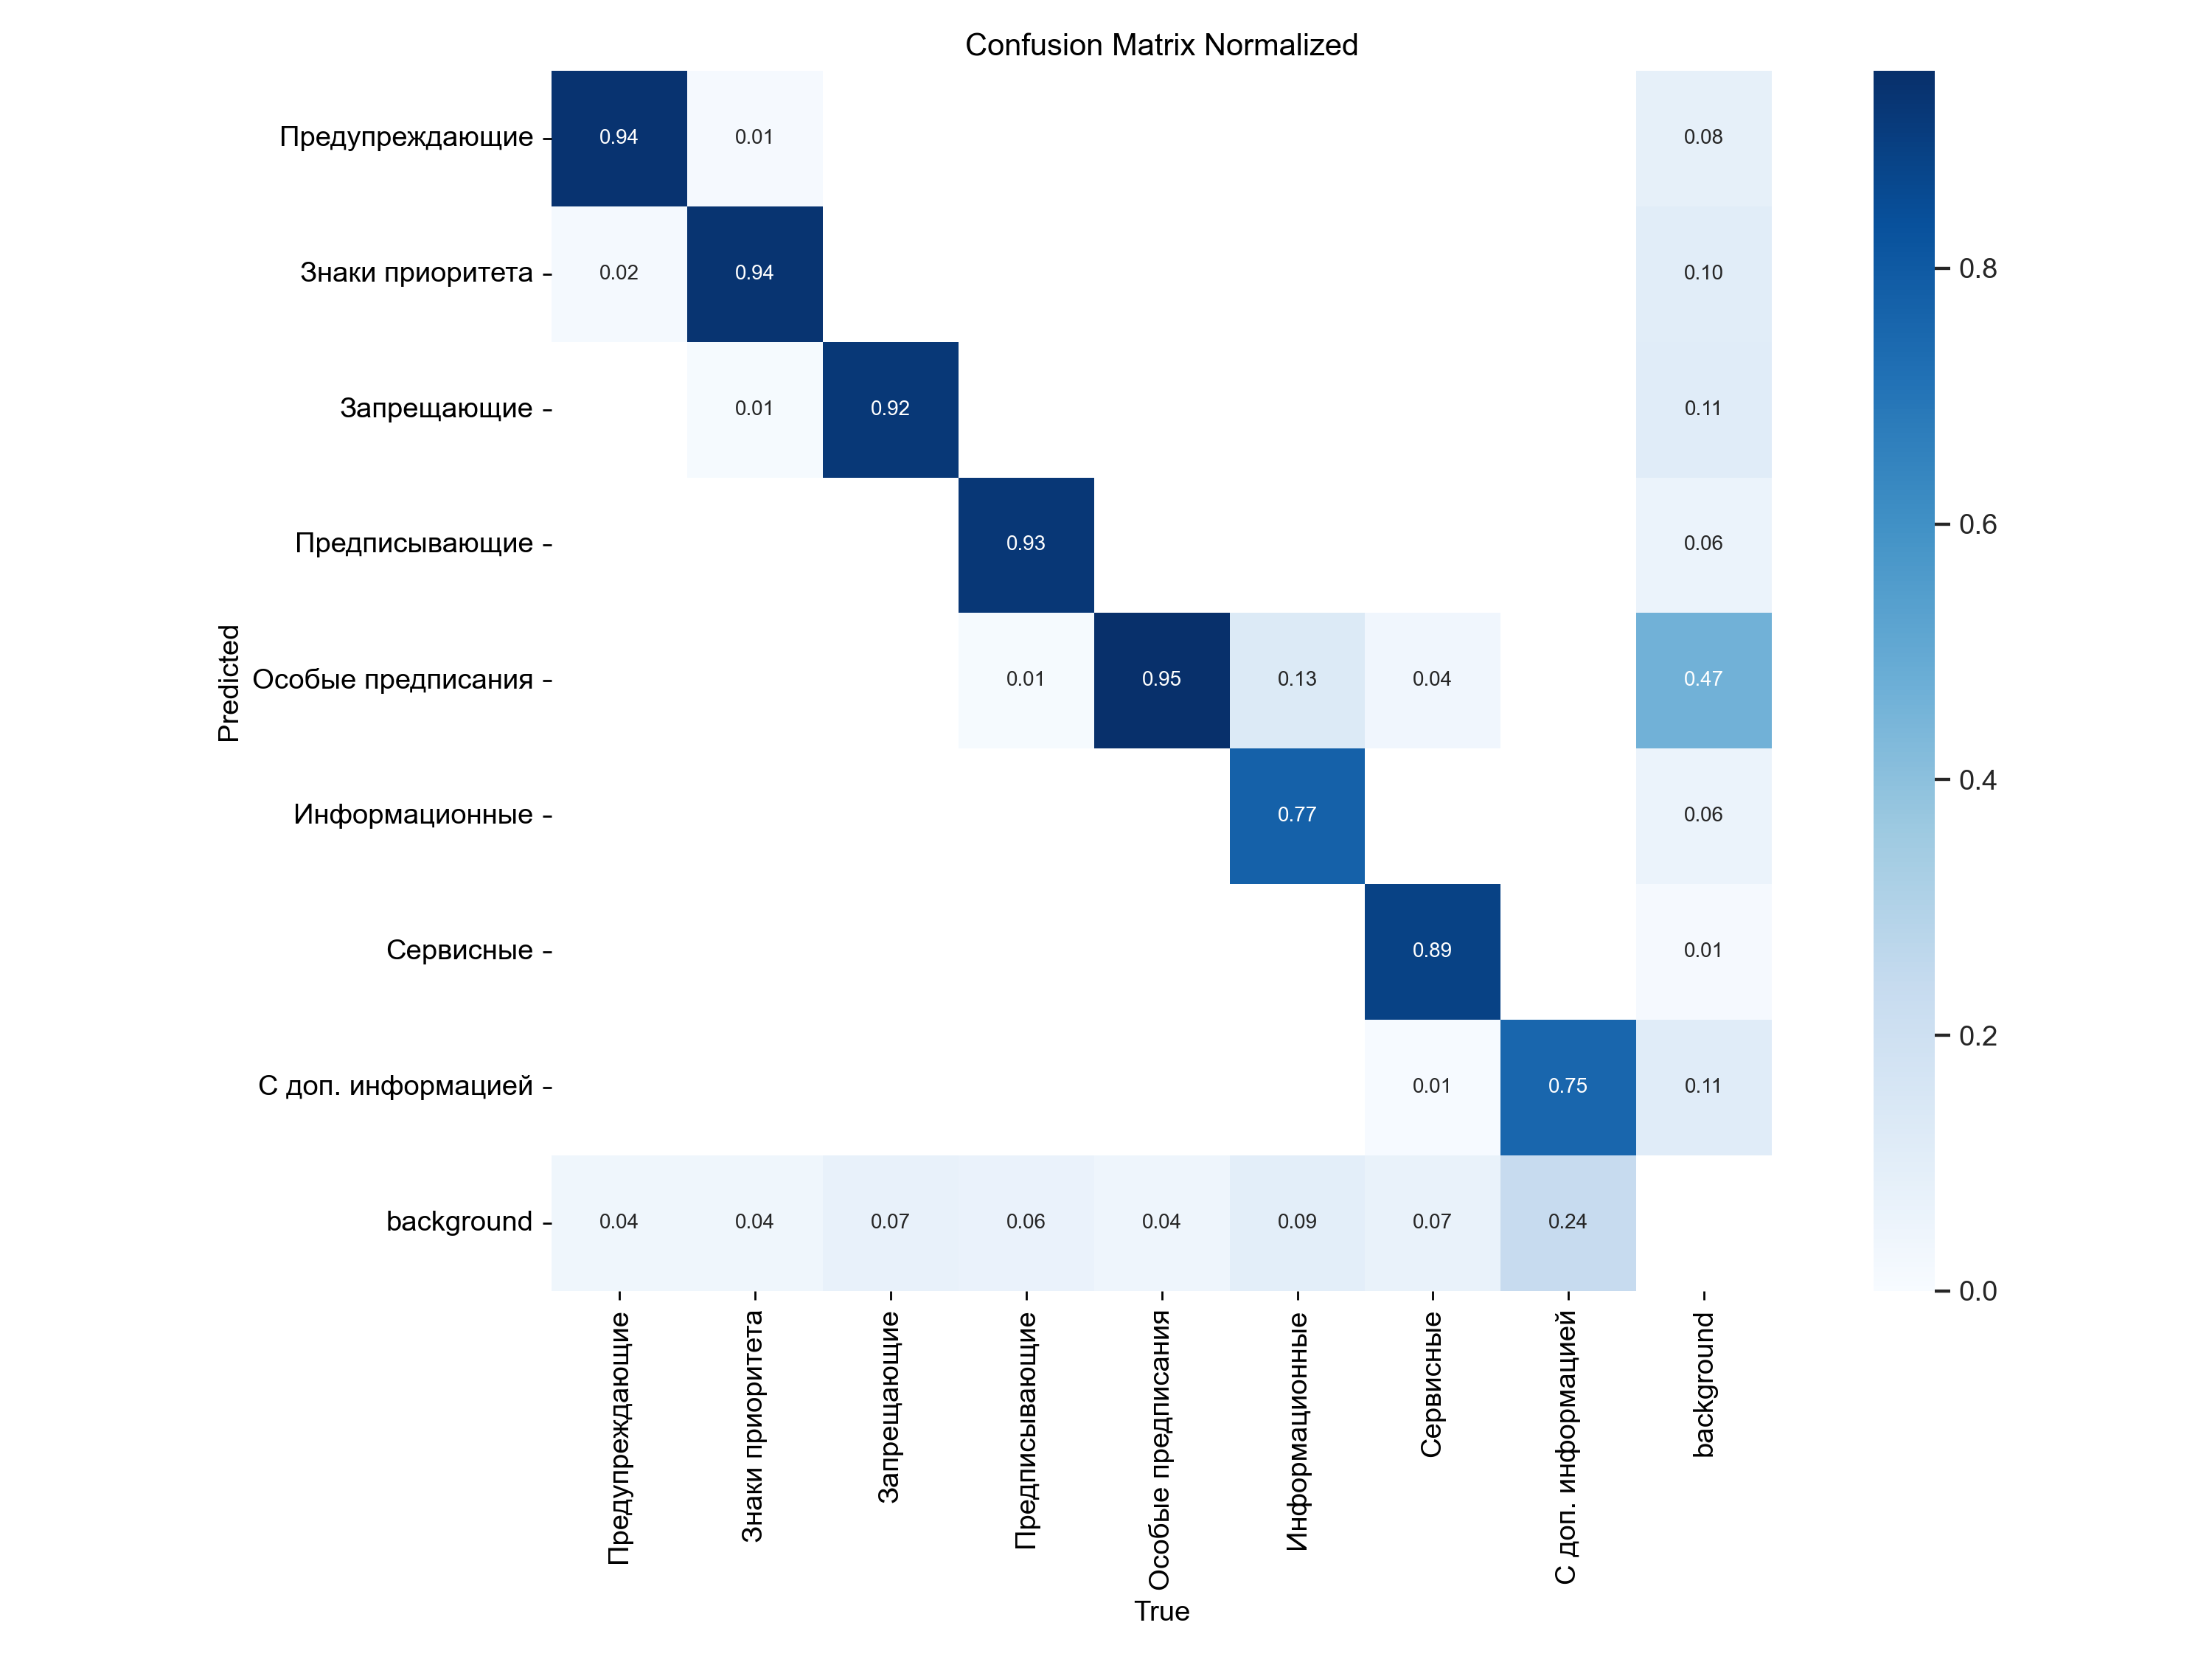 Confusion Matrix Normalized
Предупреждающие 0.94 0.01 0.08
Знаки приоритета 0.02 0.94 0.10 0.8
Запрещающие 0.01 0.92 0.11
Предписывающие 0.93 0.06 0.6
Predicted
Особые предписания 0.01 0.95 0.13 0.04 0.47
Информационные 0.77 0.06 0.4
Сервисные 0.89 0.01
С доп. информацией 0.01 0.75 0.11 0.2
background 0.04 0.04 0.07 0.06 0.04 0.09 0.07 0.24 0.0
Предупреждающие
Знаки приоритета
Запрещающие
Предписывающие
Особые предписания
Информационные
Сервисные
С доп. информацией
background
True